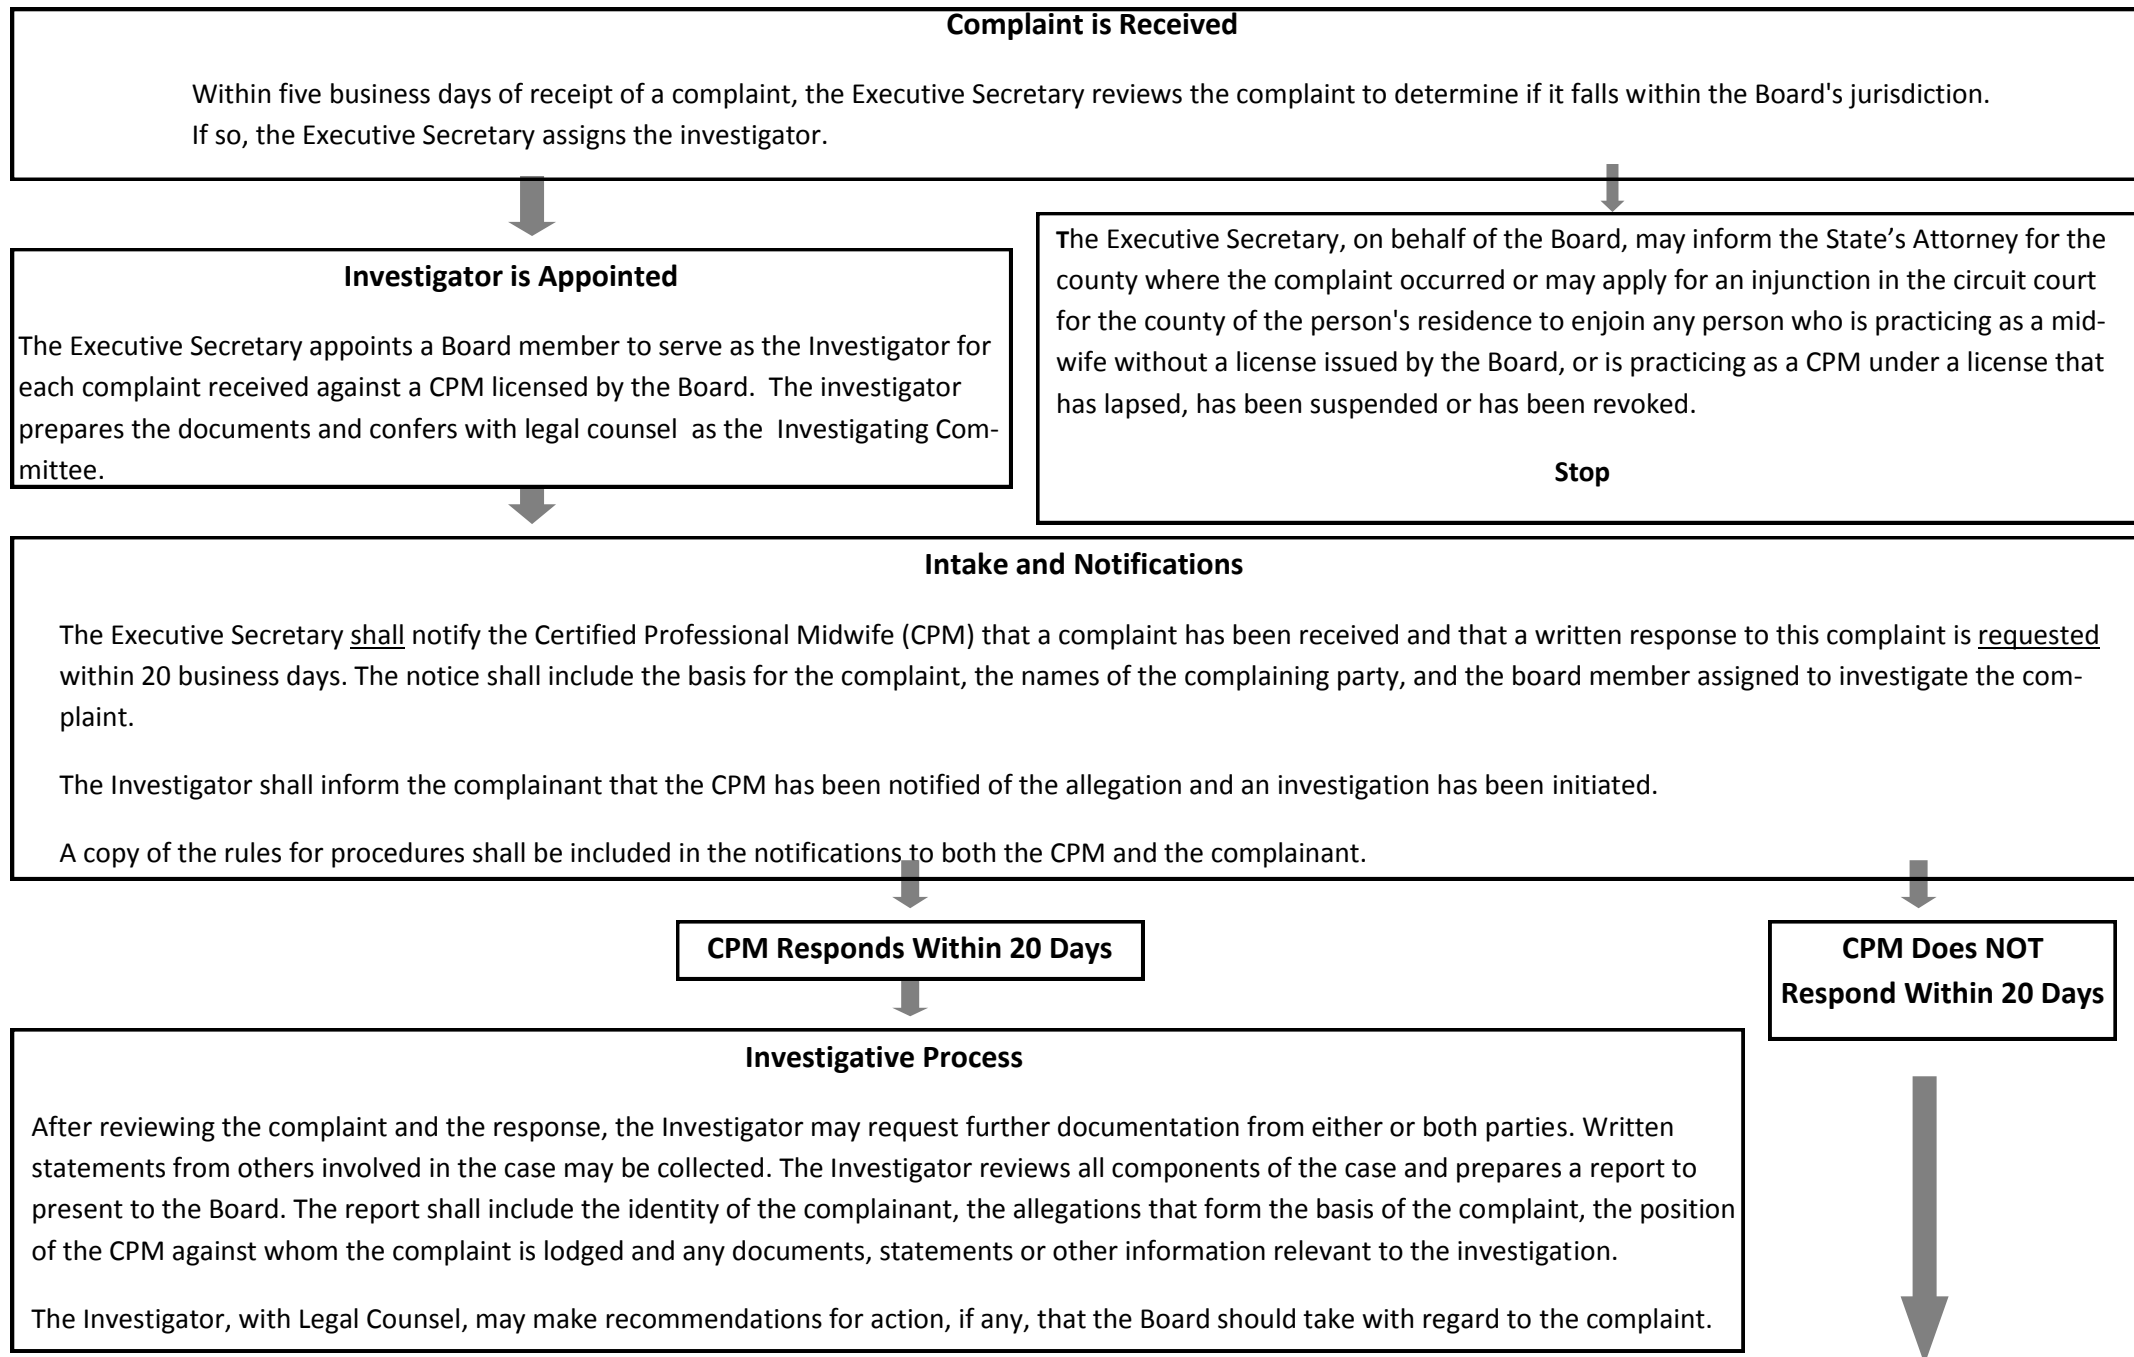 Complaint is Received
Within five business days of receipt of a complaint, the Executive Secretary reviews the complaint to determine if it falls within the Board's jurisdiction.
If so, the Executive Secretary assigns the investigator.
Investigator is Appointed
The Executive Secretary appoints a Board member to serve as the Investigator for
each complaint received against a CPM licensed by the Board.  The investigator
prepares the documents and confers with legal counsel  as the  Investigating Com-
mittee.
The Executive Secretary, on behalf of the Board, may inform the State’s Attorney for the
county where the complaint occurred or may apply for an injunction in the circuit court
for the county of the person's residence to enjoin any person who is practicing as a mid-
wife without a license issued by the Board, or is practicing as a CPM under a license that
has lapsed, has been suspended or has been revoked.
Stop
Intake and Notifications
The Executive Secretary shall notify the Certified Professional Midwife (CPM) that a complaint has been received and that a written response to this complaint is requested
within 20 business days. The notice shall include the basis for the complaint, the names of the complaining party, and the board member assigned to investigate the com-
plaint.
The Investigator shall inform the complainant that the CPM has been notified of the allegation and an investigation has been initiated.
A copy of the rules for procedures shall be included in the notifications to both the CPM and the complainant.
CPM Responds Within 20 Days
CPM Does NOT
Respond Within 20 Days
Investigative Process
After reviewing the complaint and the response, the Investigator may request further documentation from either or both parties. Written
statements from others involved in the case may be collected. The Investigator reviews all components of the case and prepares a report to
present to the Board. The report shall include the identity of the complainant, the allegations that form the basis of the complaint, the position
of the CPM against whom the complaint is lodged and any documents, statements or other information relevant to the investigation.
The Investigator, with Legal Counsel, may make recommendations for action, if any, that the Board should take with regard to the complaint.